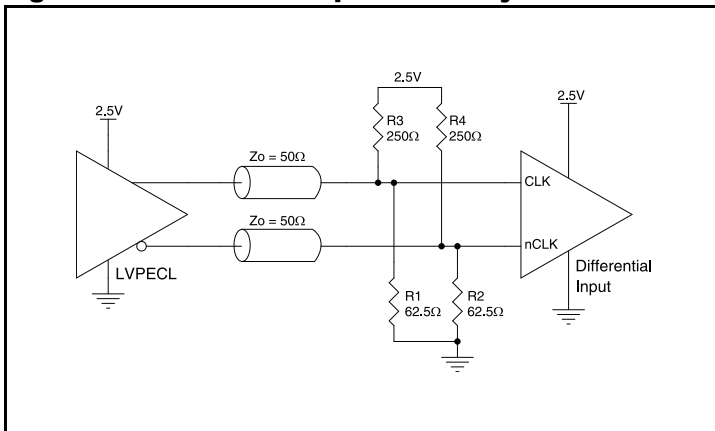 2.5V
2.5V
2.5V
R3
250Ω
R4
250Ω
Zo = 50Ω
CLK
Zo = 50Ω
nCLK
LVPECL
Differential
Input
R1
62.5Ω
R2
62.5Ω